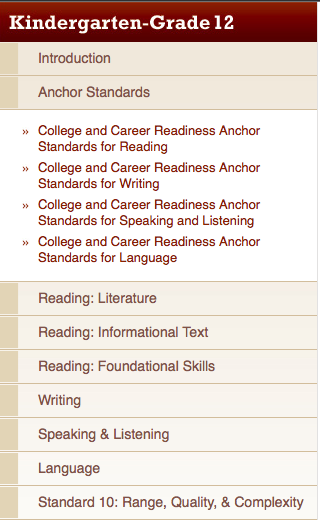 Kindergarten-Grade 12
Introduction
Anchor Standards
» College and Career Readiness Anchor
Standards for Reading
» College and Career Readiness Anchor
Standards for Writing
» College and Career Readiness Anchor
Standards for Speaking and Listening
» College and Career Readiness Anchor
Standards for Language
Reading: Literature
Reading: Informational Text
Reading: Foundational Skills
Writing
Speaking & Listening
Language
Standard 10: Range, Quality, & Complexity